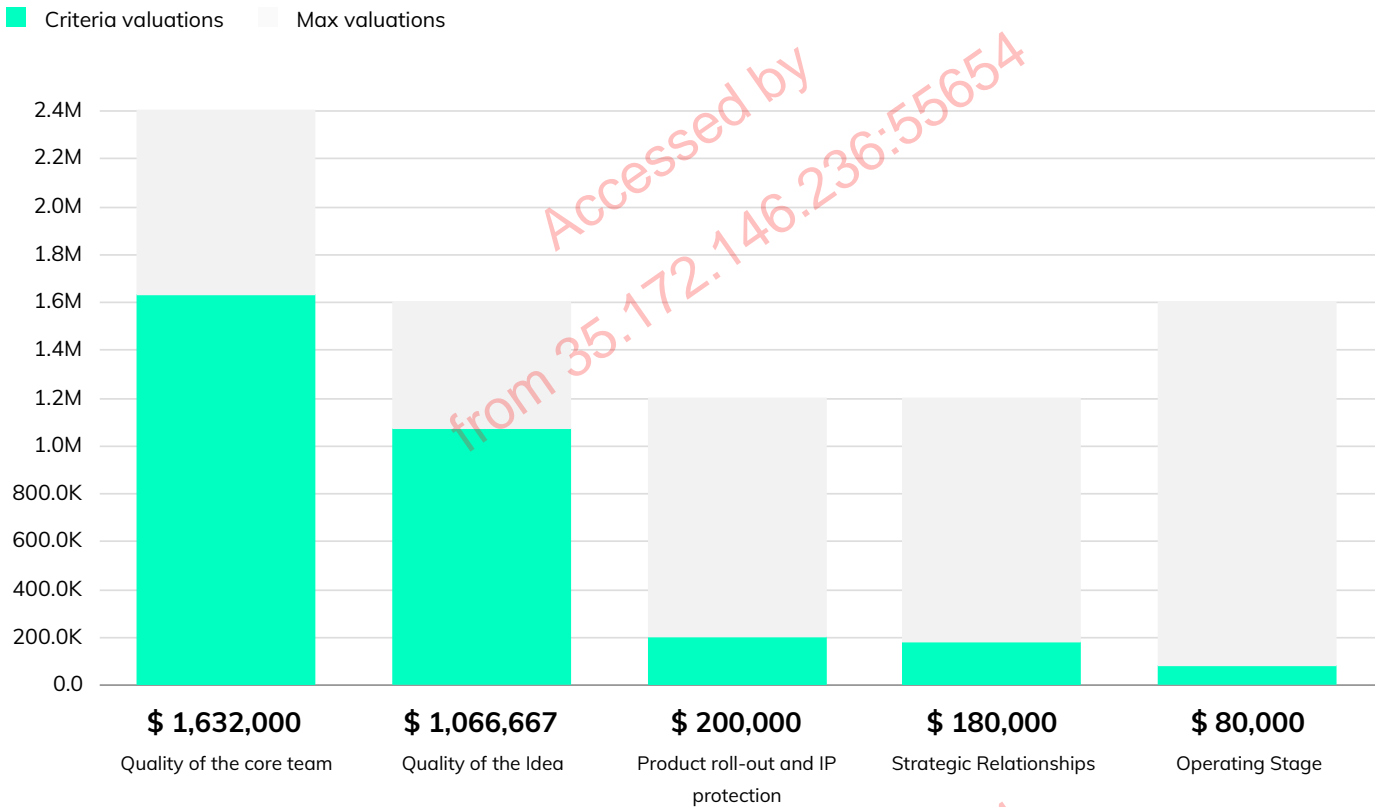 Criteria valuations Max valuations
Accessed by
from 35.172.146.236:55654
2.4M
2.2M
2.0M
1.8M
1.6M
1.4M
1.2M
1.0M
800.0K
600.0K
400.0K
200.0K
0.0
$ 1,632,000 $ 1,066,667 $ 200,000 $ 180,000 $ 80,000
Quality of the core team Quality of the Idea Product roll-out and IP Strategic Relationships Operating Stage
protection